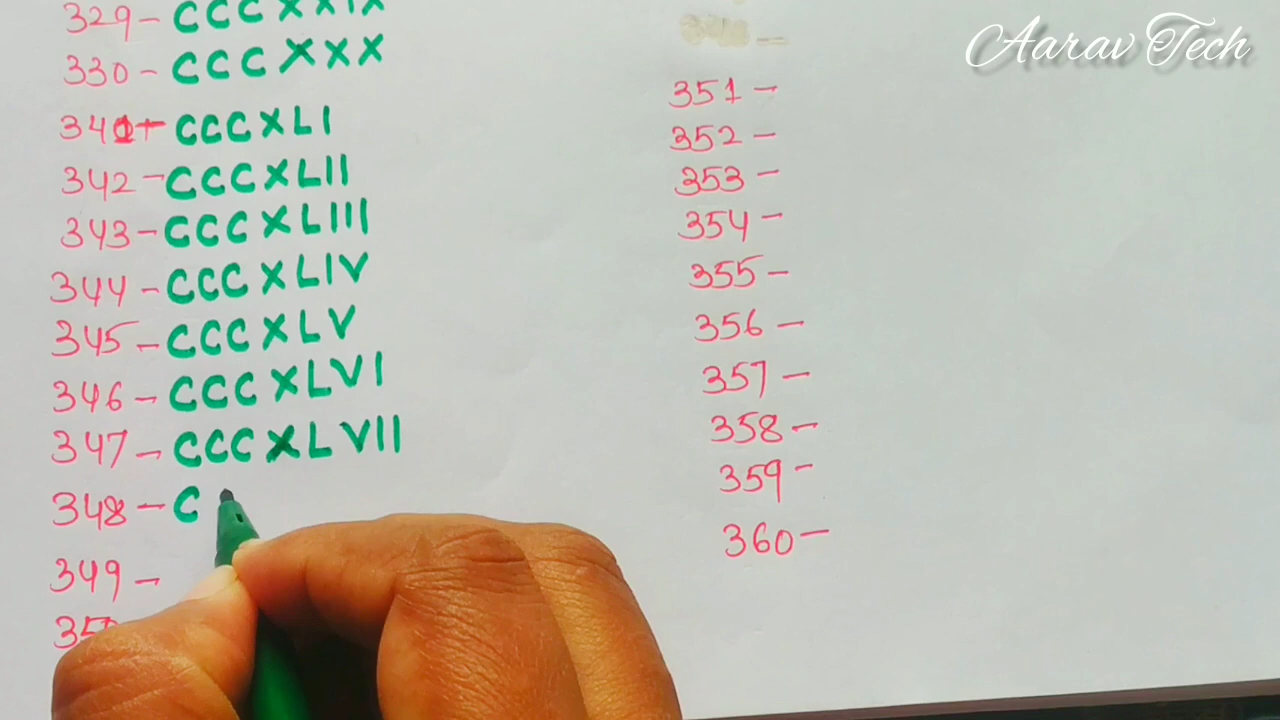 329- CCCXXIX
330- CCCXXX
341- CCCXLI
342- CCCXLII
343- CCCXLIII
344- CCCXLIV
345- CCCXLV
346- CCCXLVI
347- CCCXLVII
348- C
349-
351-
352-
353-
354-
355-
356-
357-
358-
359-
360-
Aarav Tech